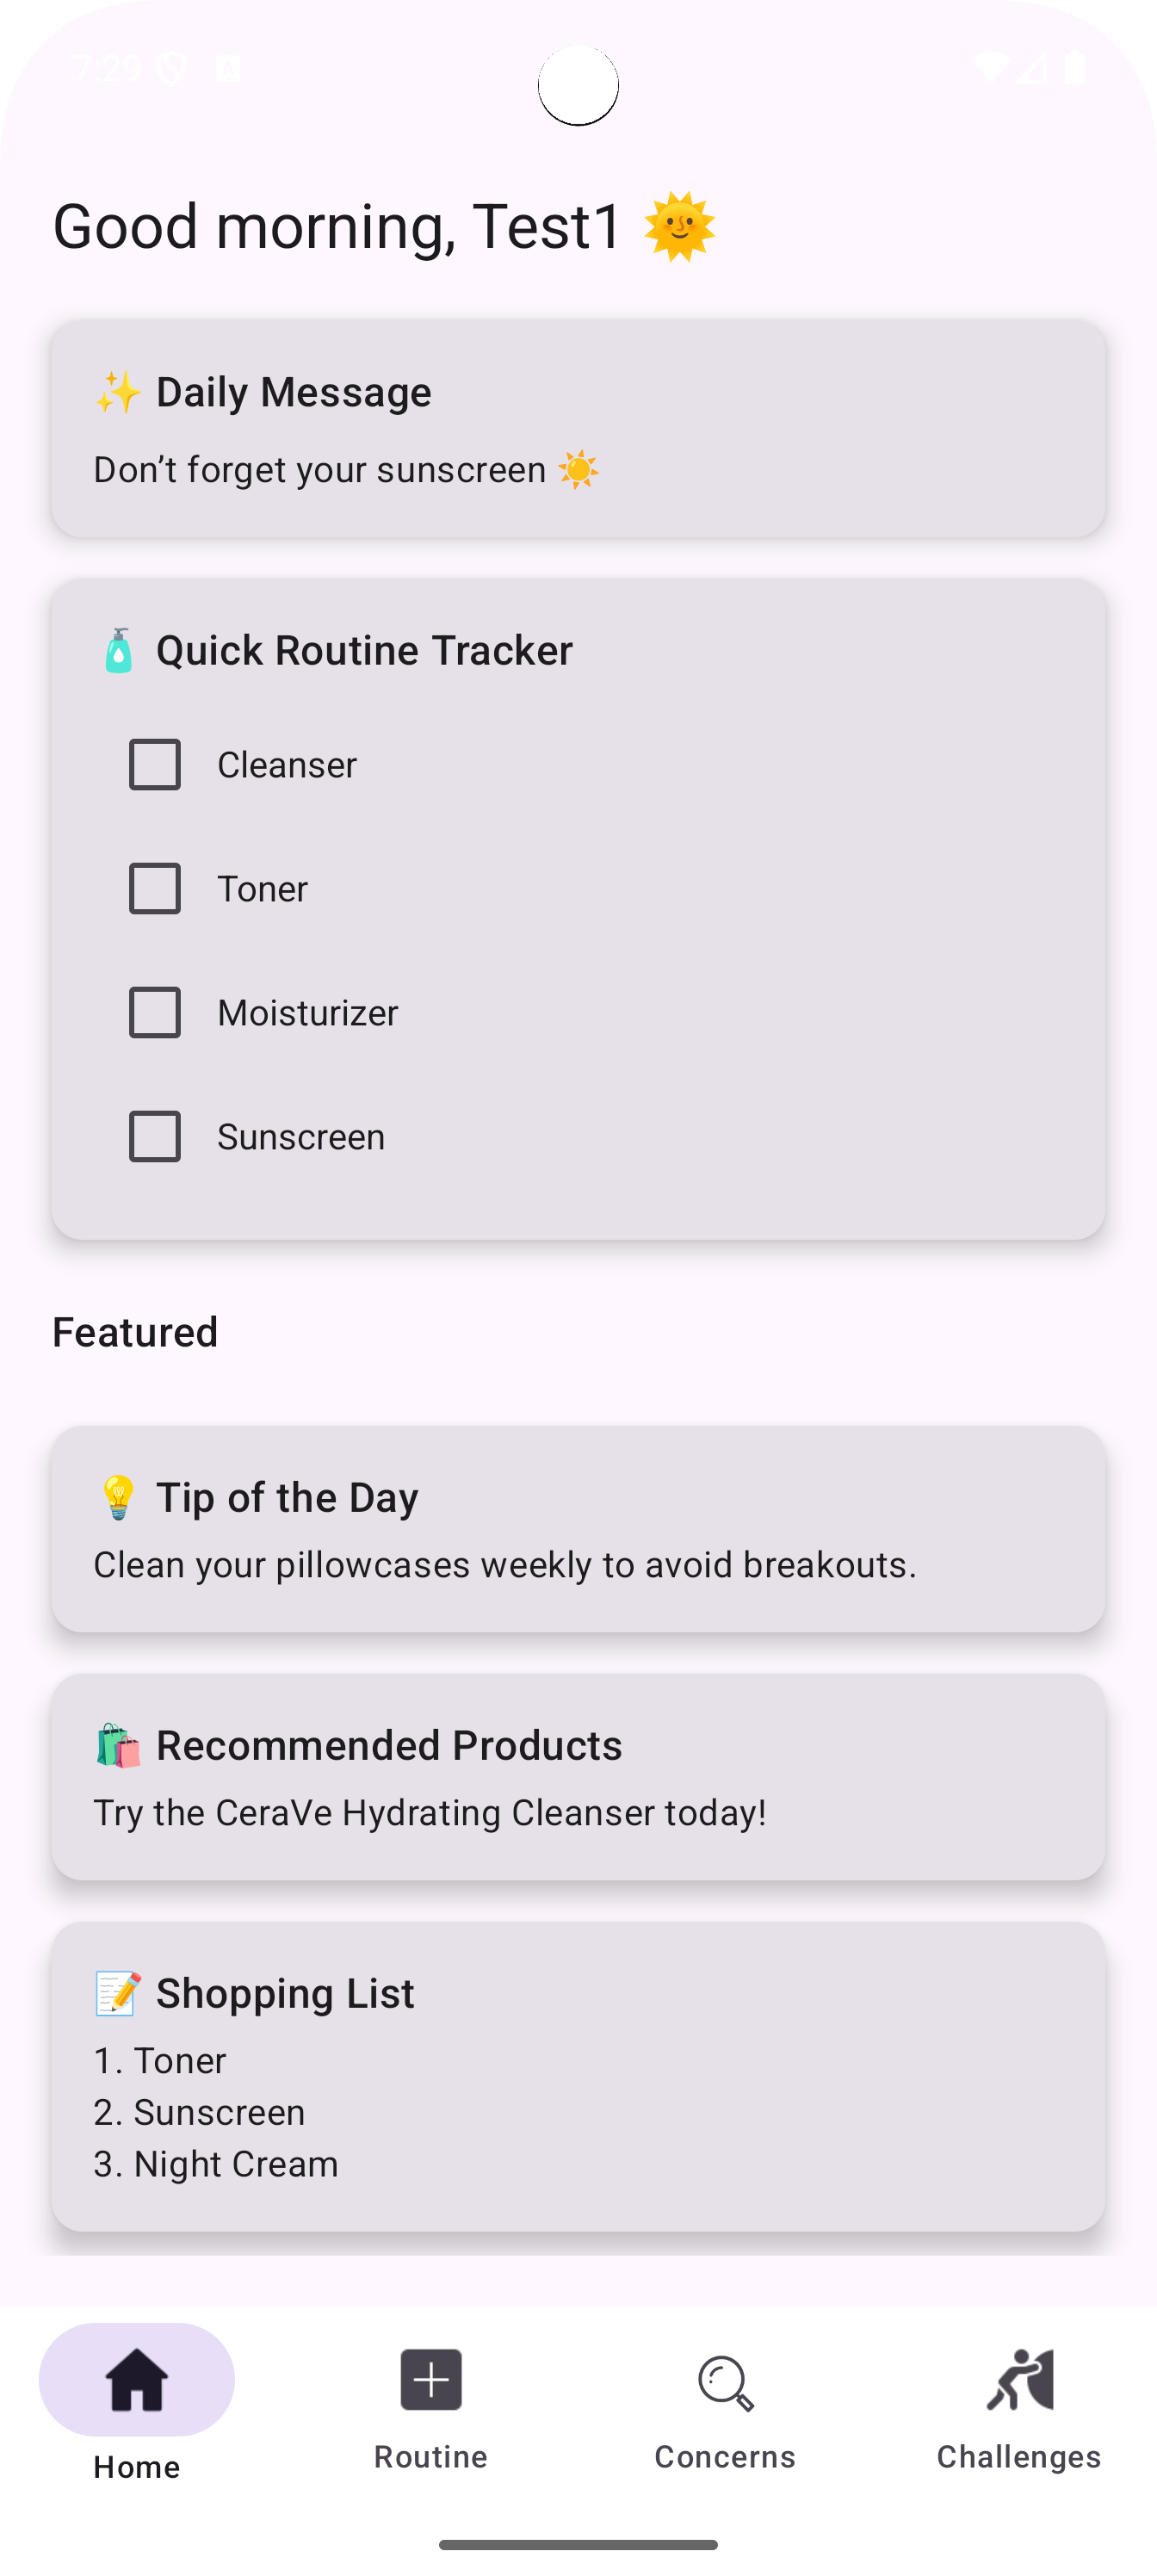 7:29
Good morning, Test1 🌞
✨ Daily Message
Don’t forget your sunscreen ☀️
🧴 Quick Routine Tracker
Cleanser
Toner
Moisturizer
Sunscreen
Featured
💡 Tip of the Day
Clean your pillowcases weekly to avoid breakouts.
🛍️ Recommended Products
Try the CeraVe Hydrating Cleanser today!
📝 Shopping List
1. Toner
2. Sunscreen
3. Night Cream
Home
Routine
Concerns
Challenges